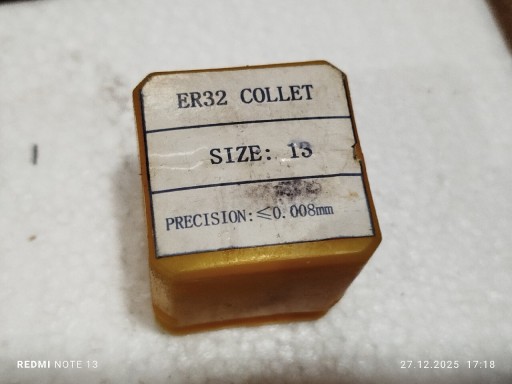 ER32 COLLET
SIZE: 13
PRECISION:≤0.008mm
REDMI NOTE 13
27.12.2025 17:18